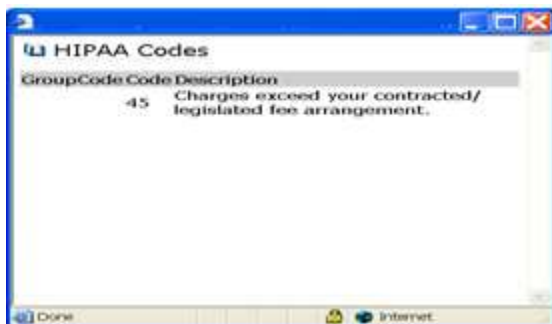 HIPAA Codes
GroupCode Code Description
45 Charges exceed your contracted/
legislated fee arrangement.
Done Internet